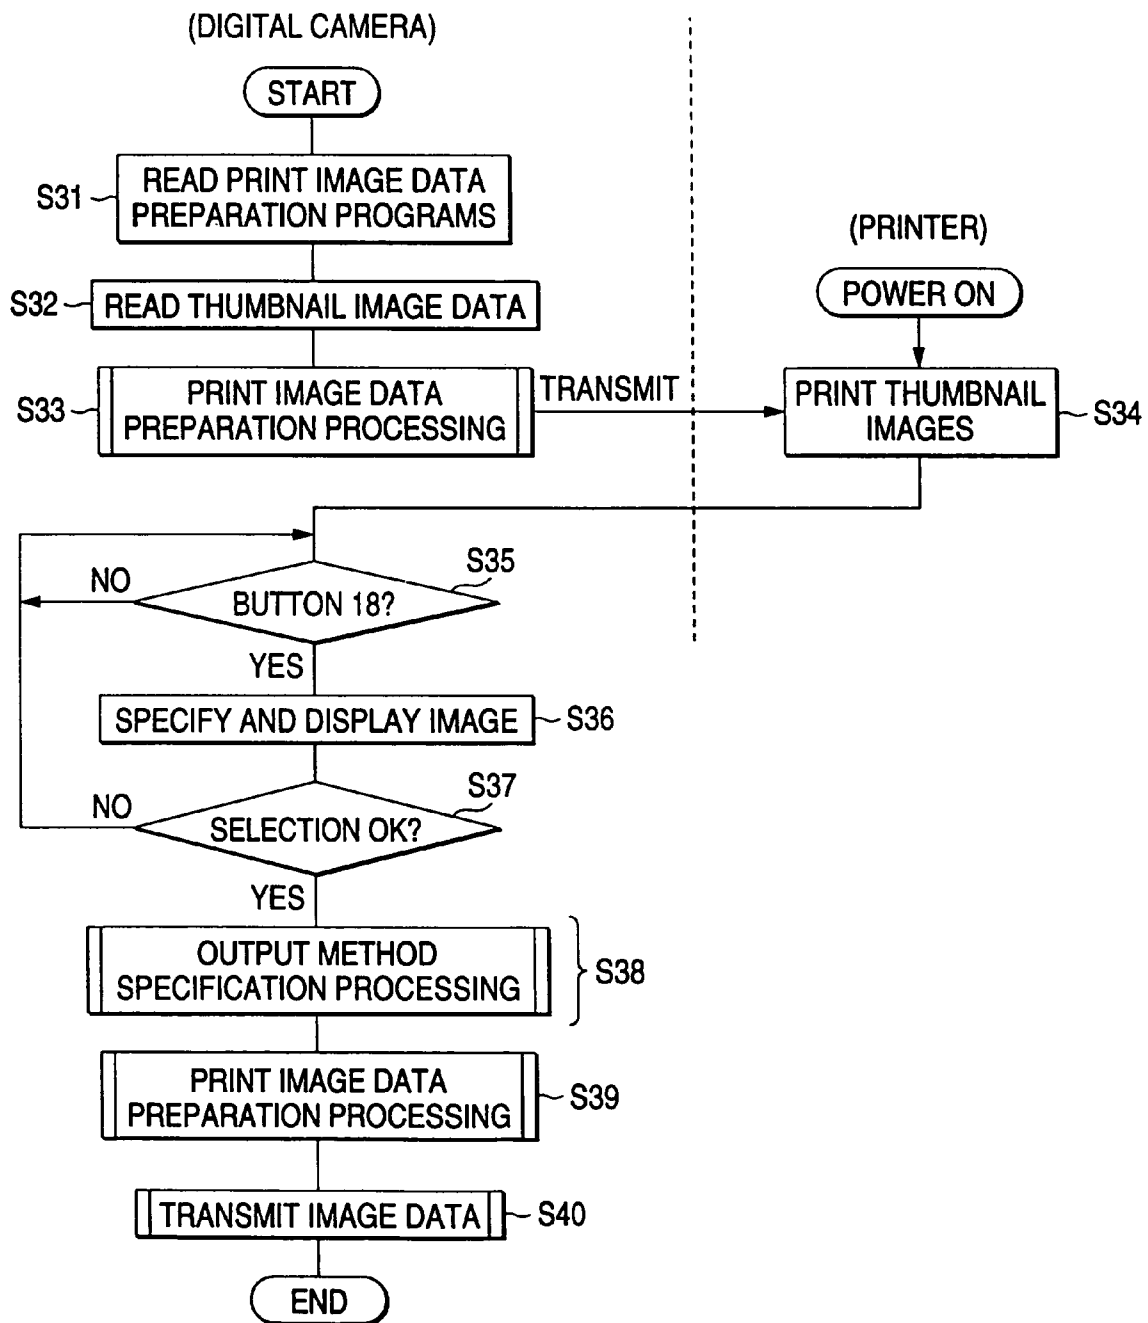 (DIGITAL CAMERA)
START
S31
READ PRINT IMAGE DATA
PREPARATION PROGRAMS
(PRINTER)
S32
READ THUMBNAIL IMAGE DATA
POWER ON
S33
PRINT IMAGE DATA
PREPARATION PROCESSING
TRANSMIT
PRINT THUMBNAIL
IMAGES
S34
S35
NO
BUTTON 18?
YES
SPECIFY AND DISPLAY IMAGE
S36
S37
NO
SELECTION OK?
YES
OUTPUT METHOD
SPECIFICATION PROCESSING
S38
PRINT IMAGE DATA
PREPARATION PROCESSING
S39
TRANSMIT IMAGE DATA
S40
END